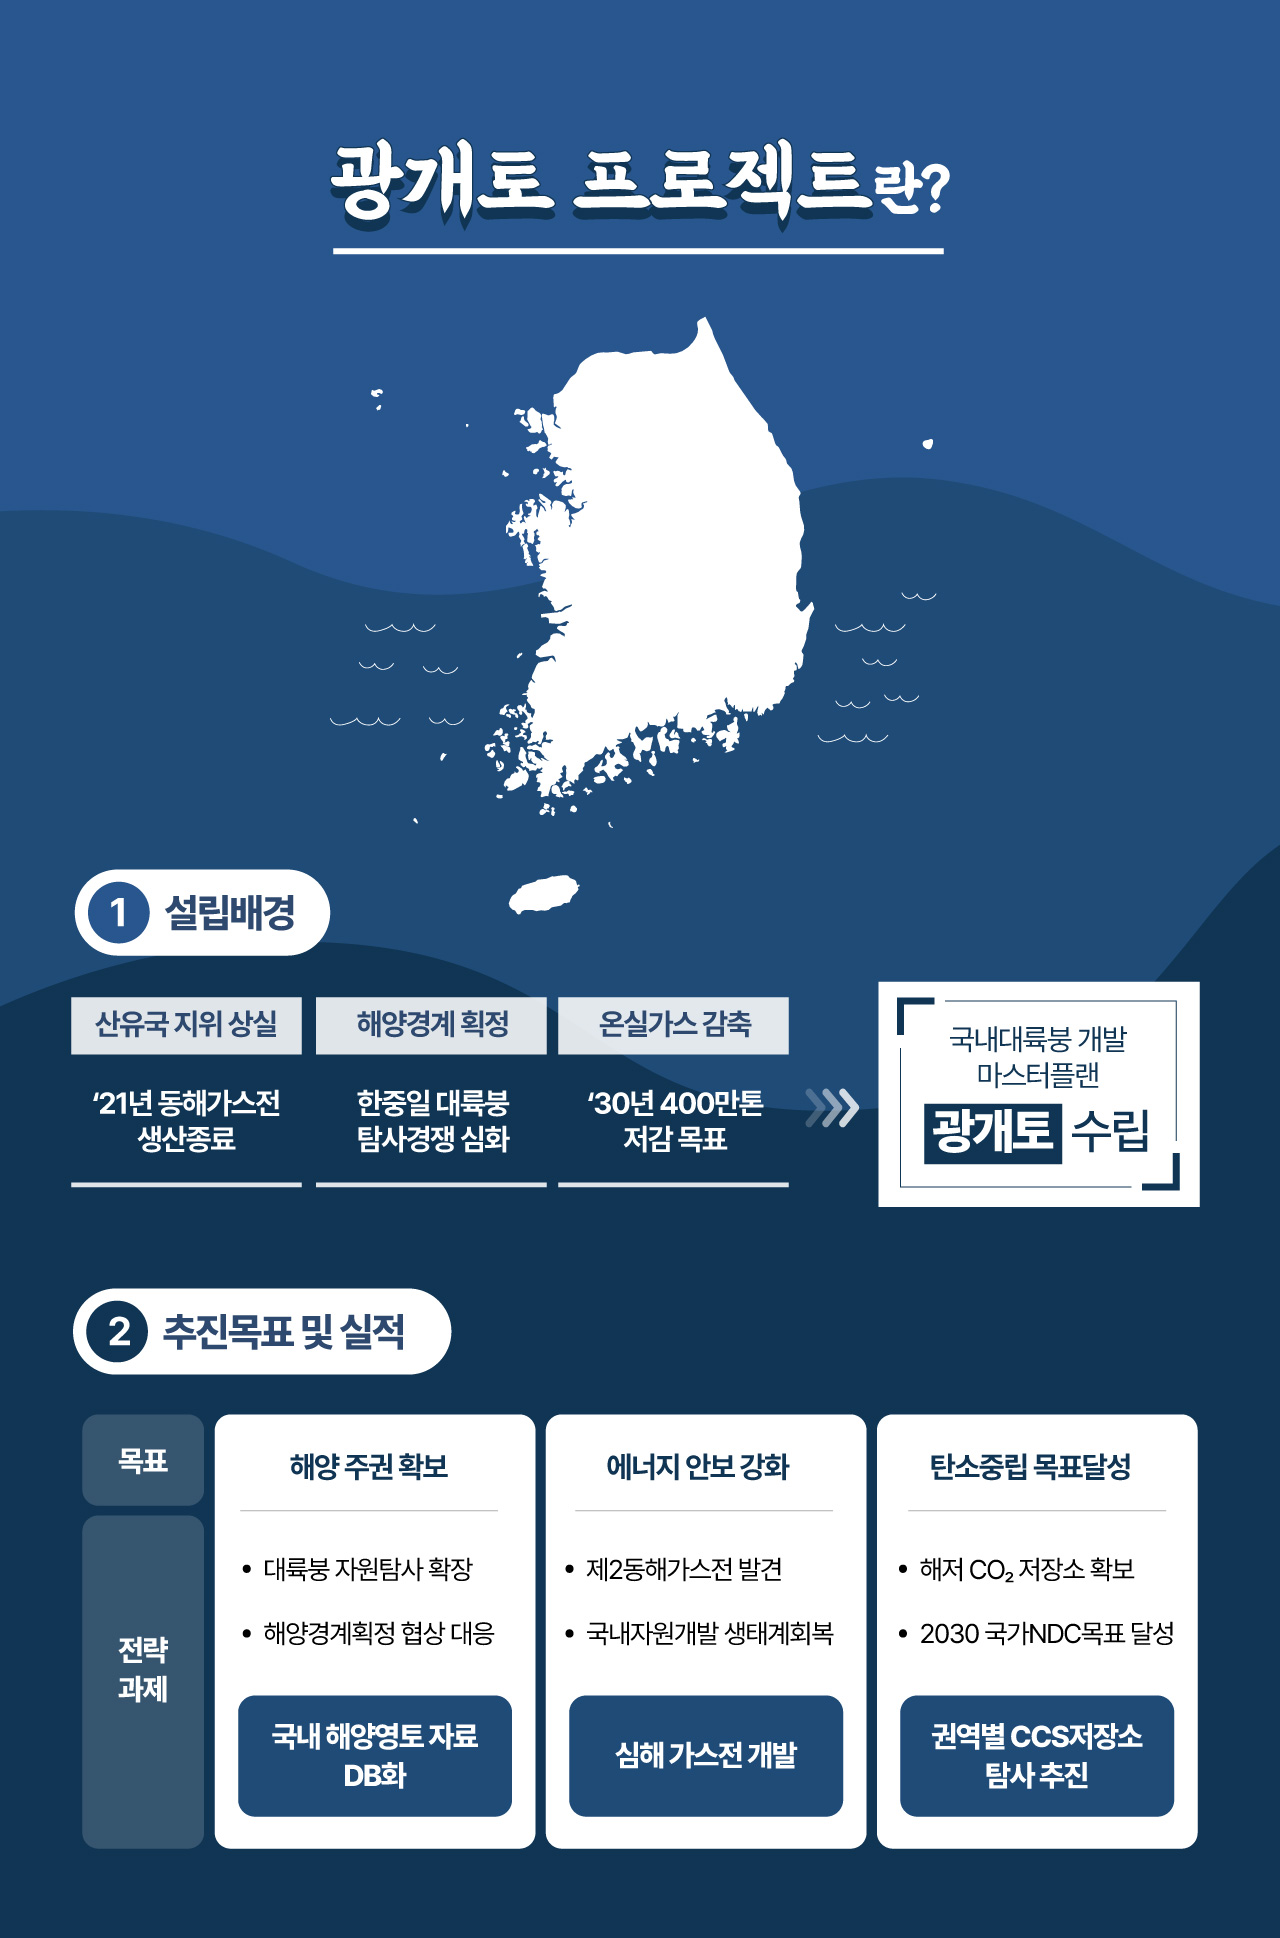 광개토 프로젝트란?
1 설립배경
산유국 지위 상실
‘21년 동해가스전
생산종료
해양경계 획정
한중일 대륙붕
탐사경쟁 심화
온실가스 감축
‘30년 400만톤
저감 목표
국내대륙붕 개발
마스터플랜
광개토 수립
2 추진목표 및 실적
목표
해양 주권 확보
에너지 안보 강화
탄소중립 목표달성
전략
과제
• 대륙붕 자원탐사 확장
• 해양경계획정 협상 대응
국내 해양영토 자료
DB화
• 제2동해가스전 발견
• 국내자원개발 생태계회복
심해 가스전 개발
• 해저 CO₂ 저장소 확보
• 2030 국가NDC목표 달성
권역별 CCS저장소
탐사 추진